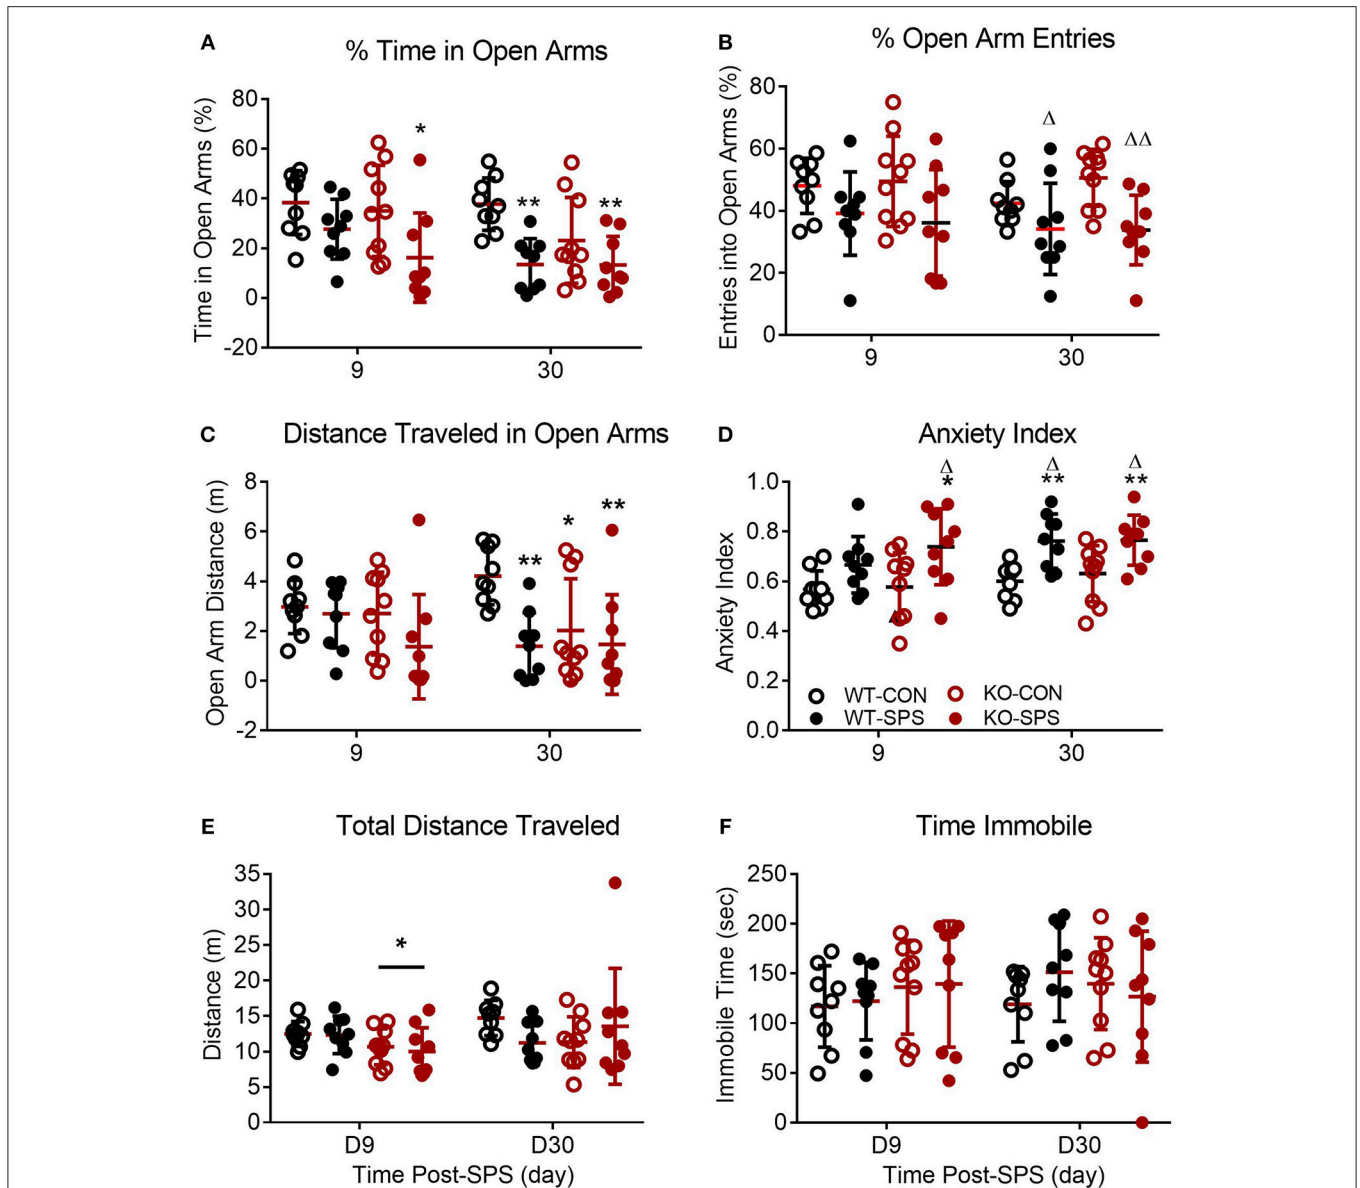 A
% Time in Open Arms
Time in Open Arms (%)
80
60
40
20
0
-20
*
**
**
9
30
B
% Open Arm Entries
Entries into Open Arms (%)
80
60
40
20
0
Δ
ΔΔ
9
30
C
Distance Traveled in Open Arms
Open Arm Distance (m)
8
6
4
2
0
-2
**
*
**
9
30
D
Anxiety Index
Anxiety Index
1.0
0.8
0.6
0.4
0.2
0.0
Δ
*
Δ
**
Δ
**
WT-CON
KO-CON
WT-SPS
KO-SPS
9
30
E
Total Distance Traveled
Distance (m)
35
30
25
20
15
10
5
0
*
D9
D30
Time Post-SPS (day)
F
Time Immobile
Immobile Time (sec)
250
200
150
100
50
0
D9
D30
Time Post-SPS (day)